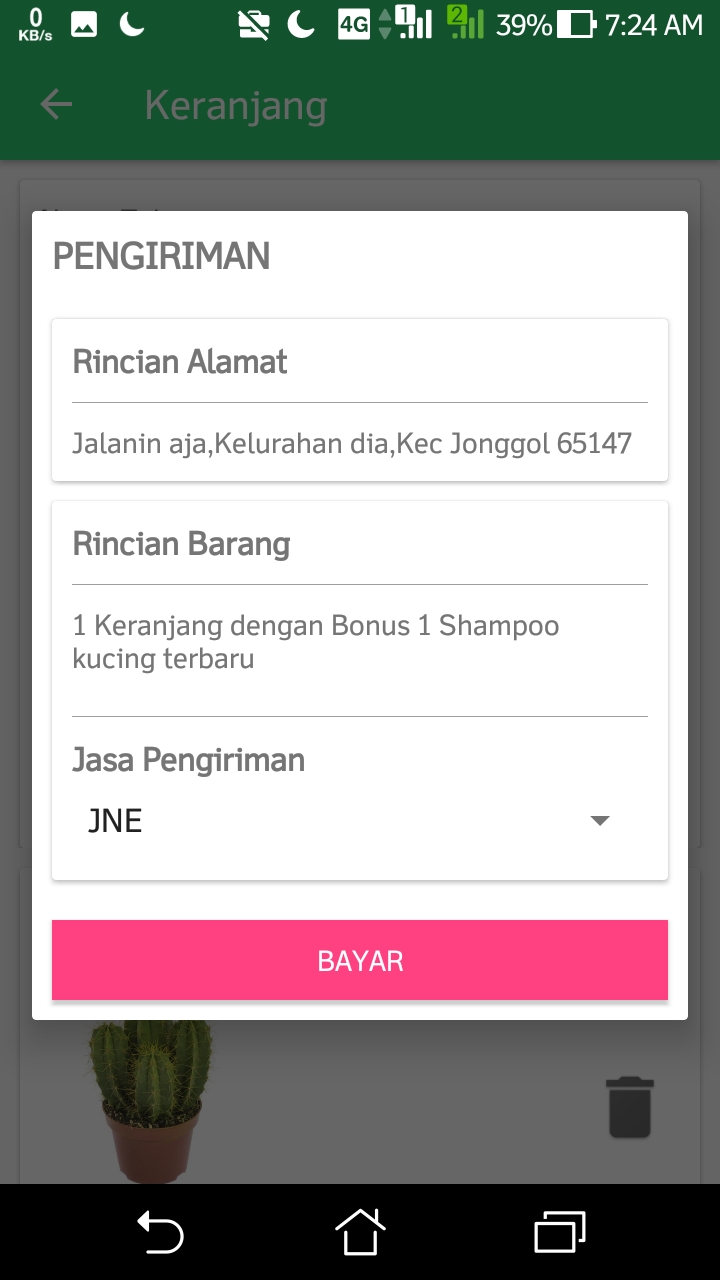 0
KB/s
4G
1
2
39%
7:24 AM
Keranjang
PENGIRIMAN
Rincian Alamat
Jalanin aja,Kelurahan dia,Kec Jonggol 65147
Rincian Barang
1 Keranjang dengan Bonus 1 Shampoo
kucing terbaru
Jasa Pengiriman
JNE
BAYAR